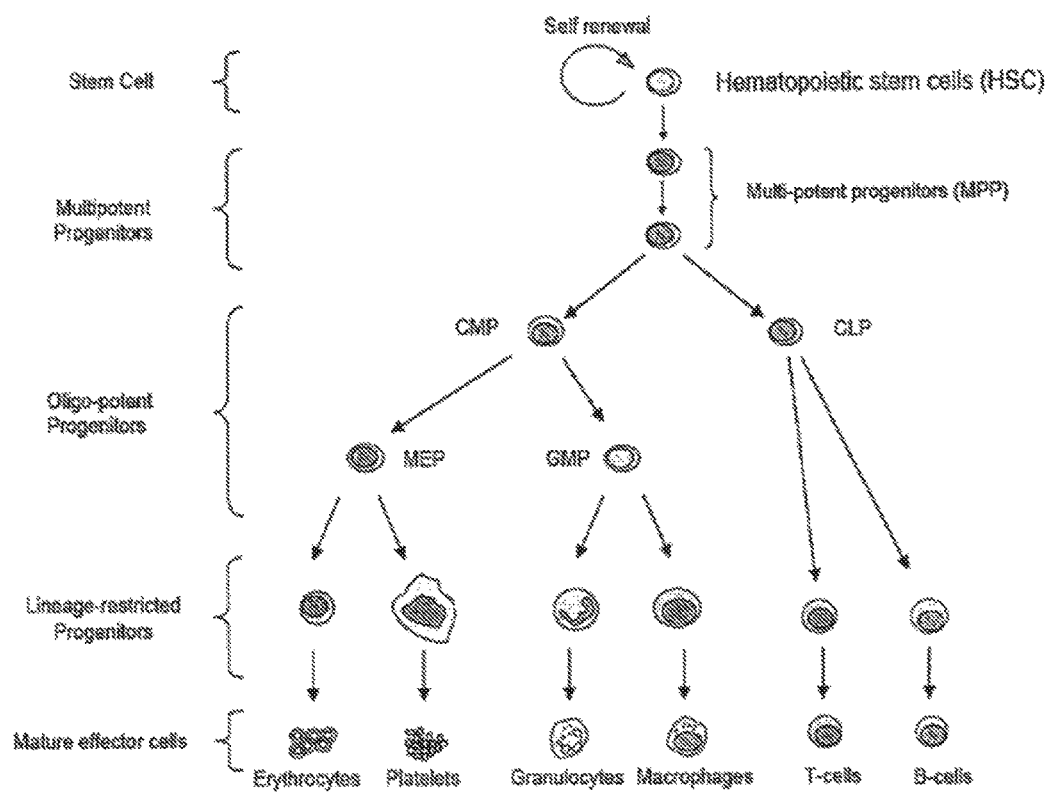 Self renewal
Stem Cell
Hematopoietic stem cells (HSC)
Multipotent
Progenitors
Multi-potent progenitors (MPP)
CMP
CLP
Oligo-potent
Progenitors
MEP
GMP
Lineage-restricted
Progenitors
Mature effector cells
Erythrocytes
Platelets
Granulocytes
Macrophages
T-cells
B-cells